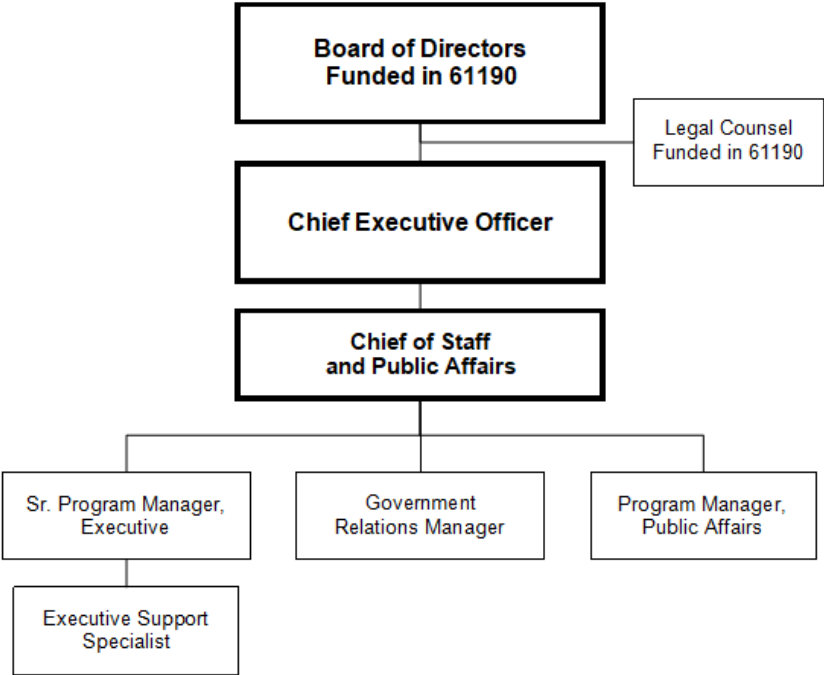 Board of Directors
Funded in 61190
Legal Counsel
Funded in 61190
Chief Executive Officer
Chief of Staff
and Public Affairs
Sr. Program Manager,
Executive
Government
Relations Manager
Program Manager,
Public Affairs
Executive Support
Specialist